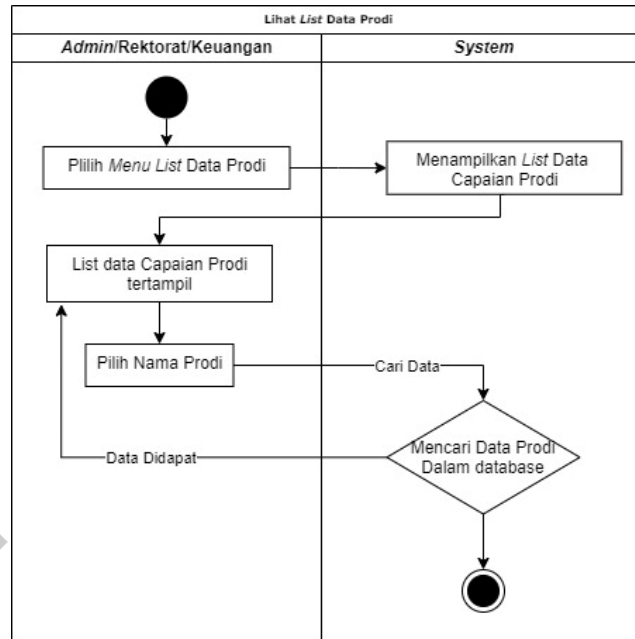 Lihat List Data Prodi
Admin/Rektorat/Keuangan
System
Plilih Menu List Data Prodi
Menampilkan List Data
Capaian Prodi
List data Capaian Prodi
tertampil
Pilih Nama Prodi
Cari Data
Mencari Data Prodi
Dalam database
Data Didapat